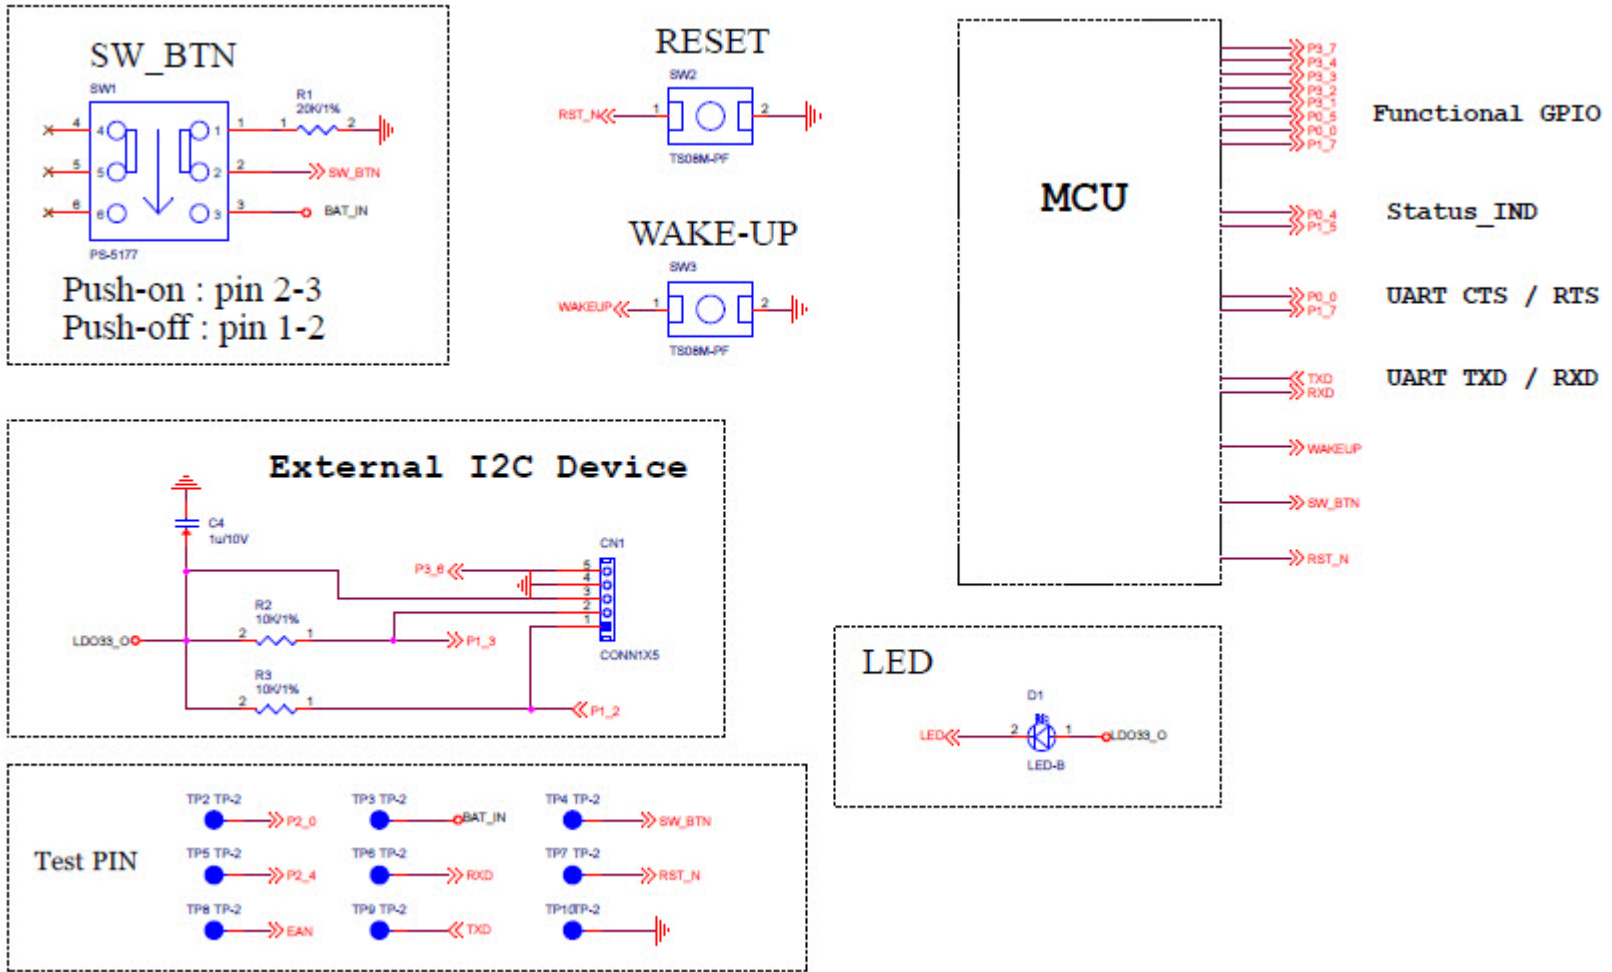 SW_BTN
SW1
R1
20K/1%
4 4 1 1 1 2
5 5 2 2 SW_BTN
6 6 3 3 BAT_IN
PS-5177
Push-on : pin 2-3
Push-off : pin 1-2
RESET
SW2
RST_N 1 2
TS08M-PF
WAKE-UP
SW3
WAKEUP 1 2
TS08M-PF
MCU
P3_7
P3_4
P3_3
P3_2
P3_1
P0_5
P0_0
P1_7
Functional GPIO
P0_4
P1_5
Status_IND
P0_0
P1_7
UART CTS / RTS
TXD
RXD
UART TXD / RXD
WAKEUP
SW_BTN
RST_N
External I2C Device
C4
1u/10V
CN1
P3_6
5
4
3
2
1
CONN1X5
R2
10K/1%
LDO33_O 2 1 P1_3
R3
10K/1%
2 1 P1_2
LED
D1
LED 2 1 LDO33_O
LED-B
Test PIN
TP2 TP-2 TP3 TP-2 TP4 TP-2
P2_0 BAT_IN SW_BTN
TP5 TP-2 TP6 TP-2 TP7 TP-2
P2_4 RXD RST_N
TP8 TP-2 TP9 TP-2 TP10TP-2
EAN TXD